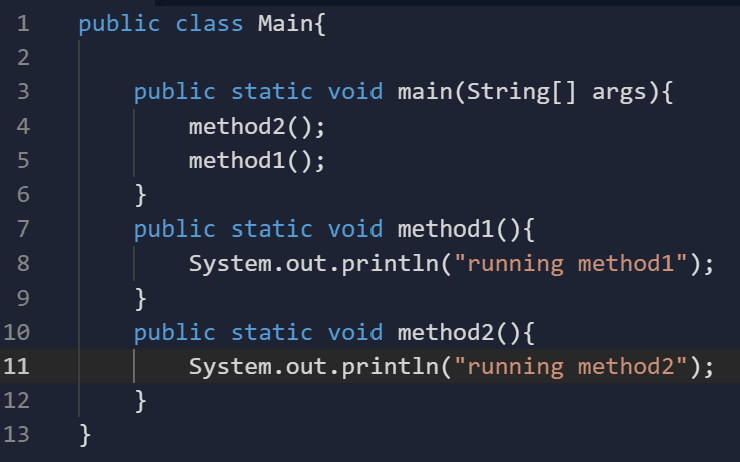 1 public class Main{
2
3 public static void main(String[] args){
4 method2();
5 method1();
6 }
7 public static void method1(){
8 System.out.println("running method1");
9 }
10 public static void method2(){
11 System.out.println("running method2");
12 }
13 }